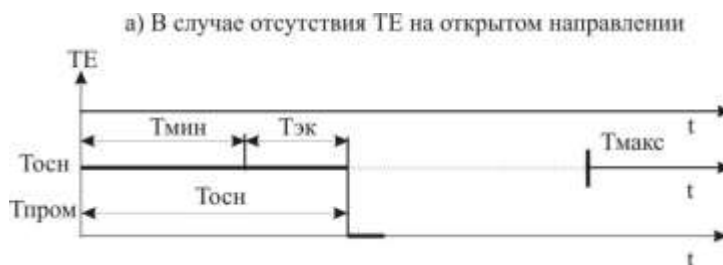 а) В случае отсутствия ТЕ на открытом направлении
ТЕ
t
Тмин
Тэк
Тмакс
Тосн
t
Тосн
Тпром
t